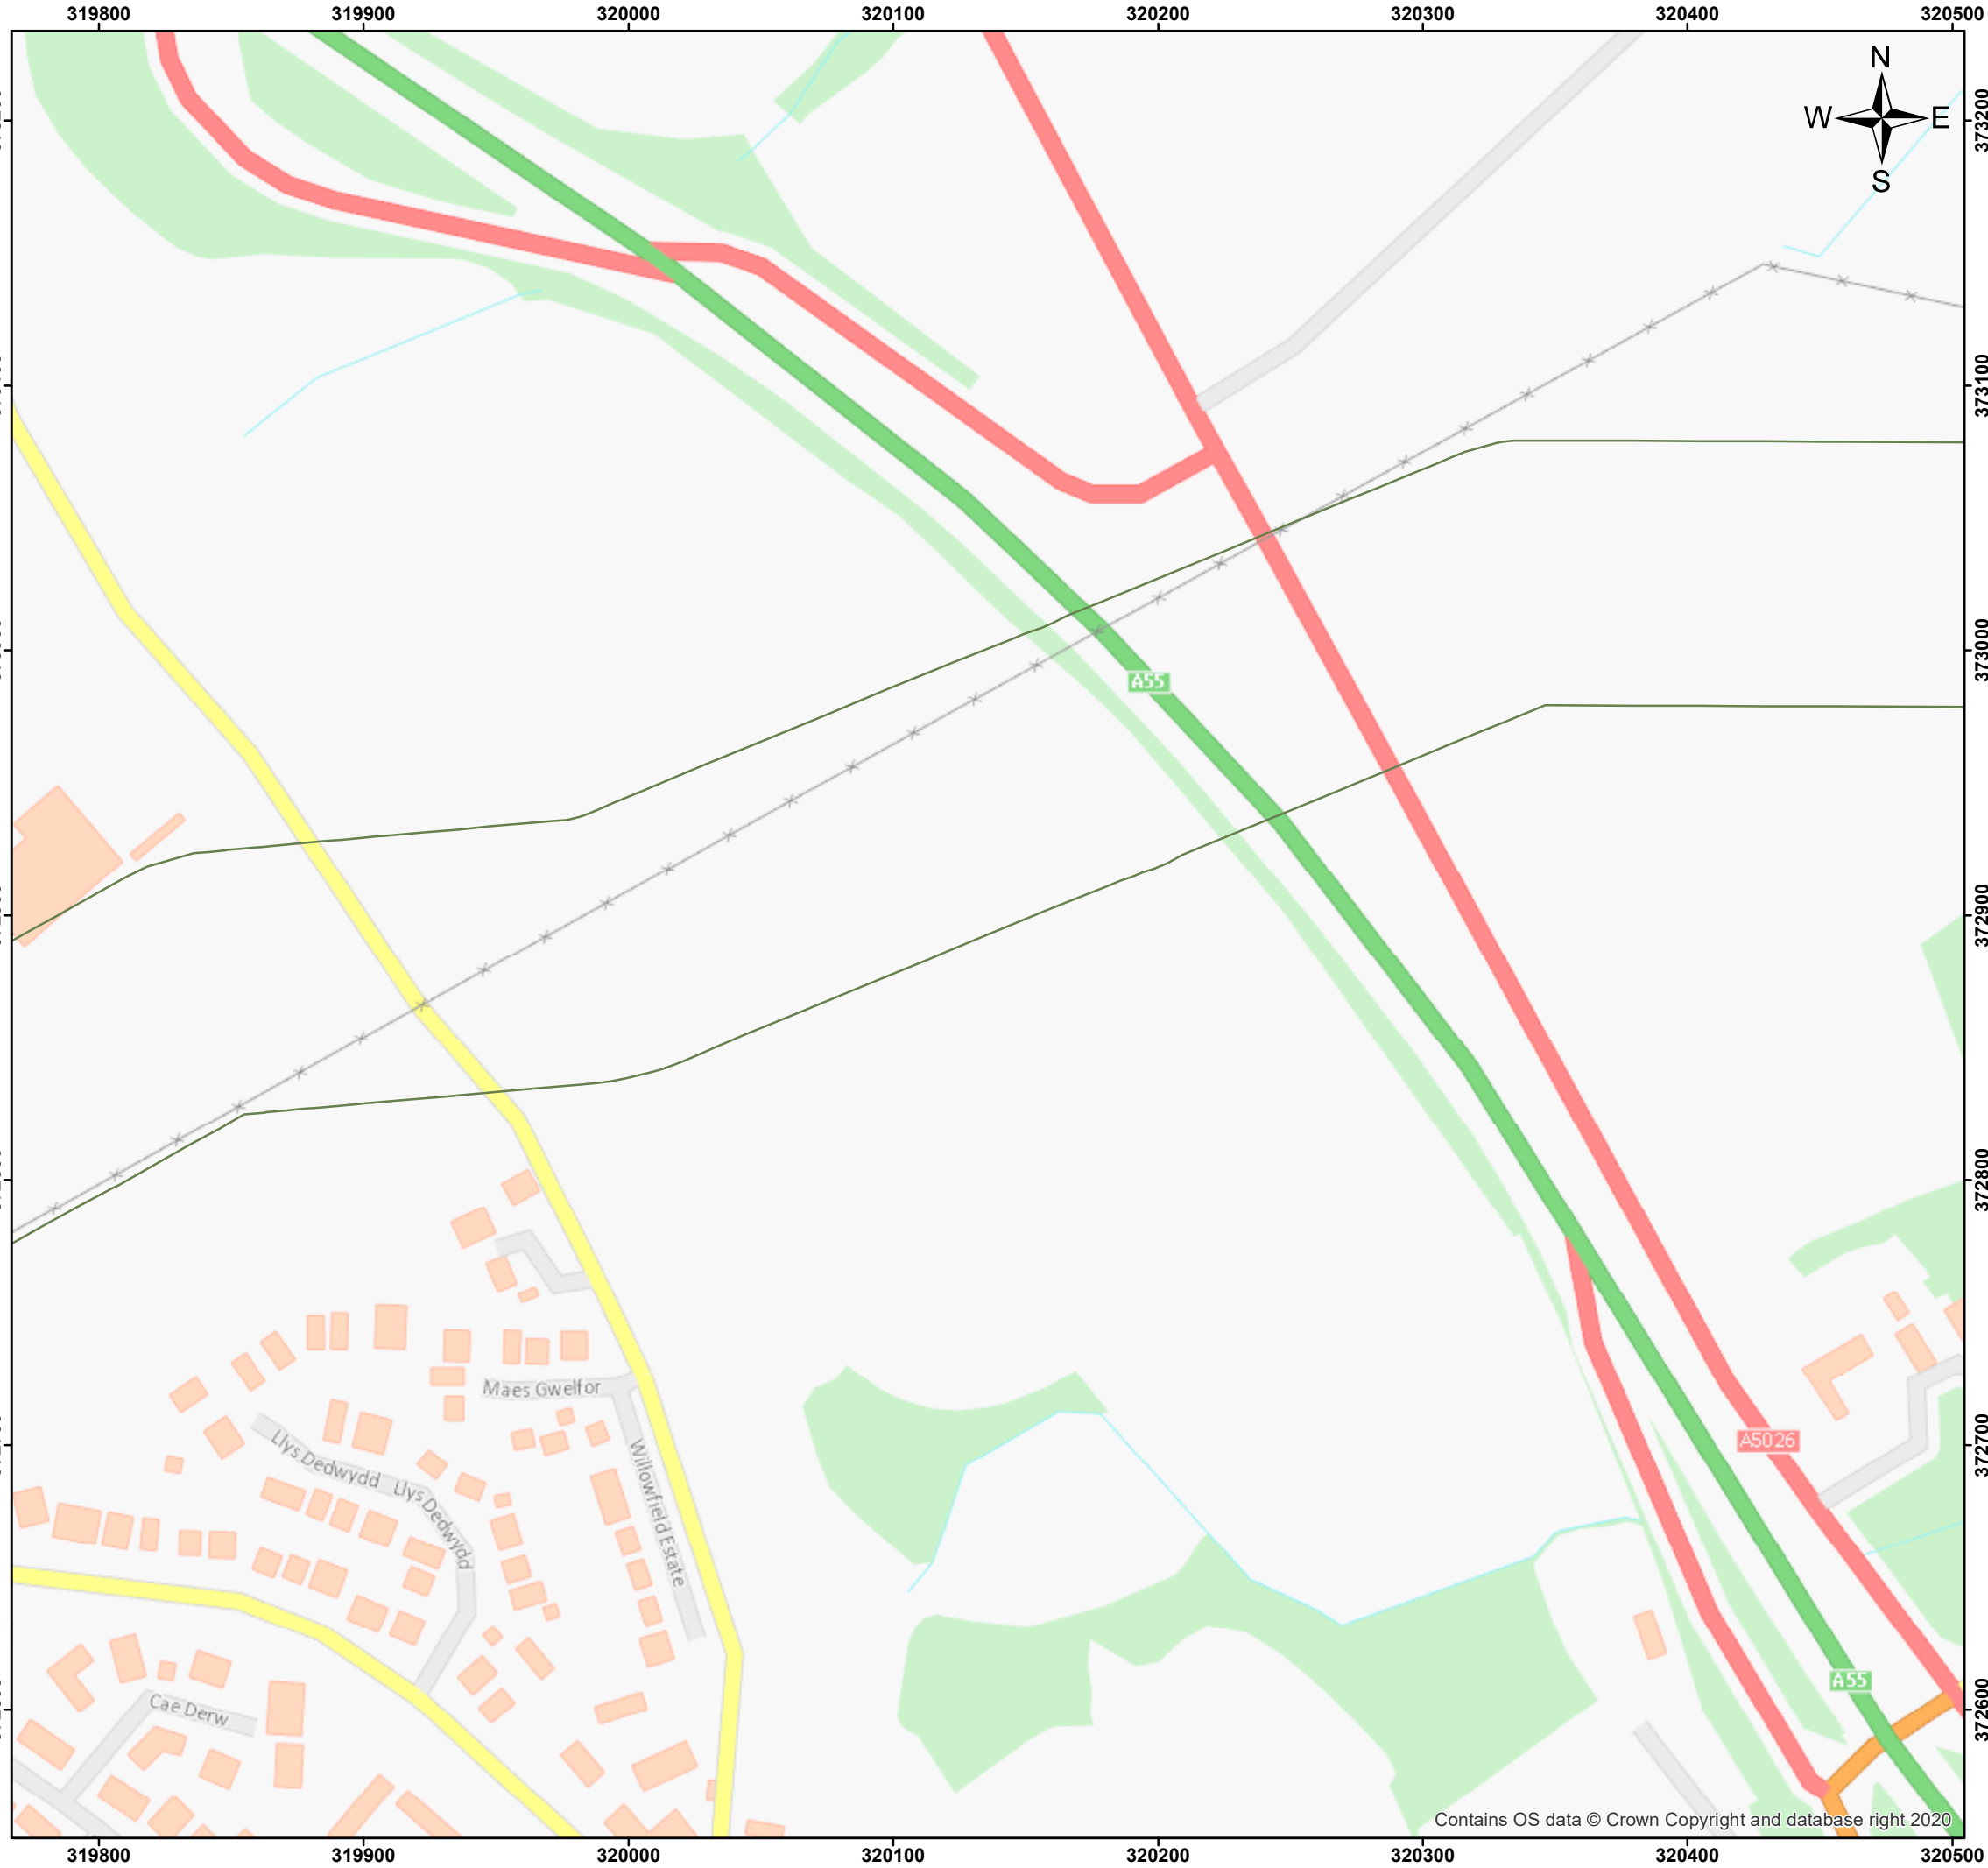 319800 319900 320000 320100 320200 320300 320400 320500
N
W E
S
373200
373100
373000
A55
372900
372800
Maes Gwelfor
372700
A5026
Llys Dedwydd Llys Dedwydd
Willowfield Estate
A55
Cae Derw
372600
Contains OS data © Crown Copyright and database right 2020
319800 319900 320000 320100 320200 320300 320400 320500